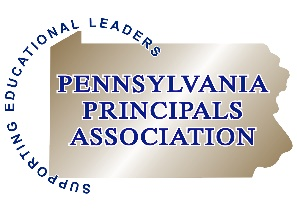 SUPPORTING EDUCATIONAL LEADERS
PENNSYLVANIA
PRINCIPALS
ASSOCIATION